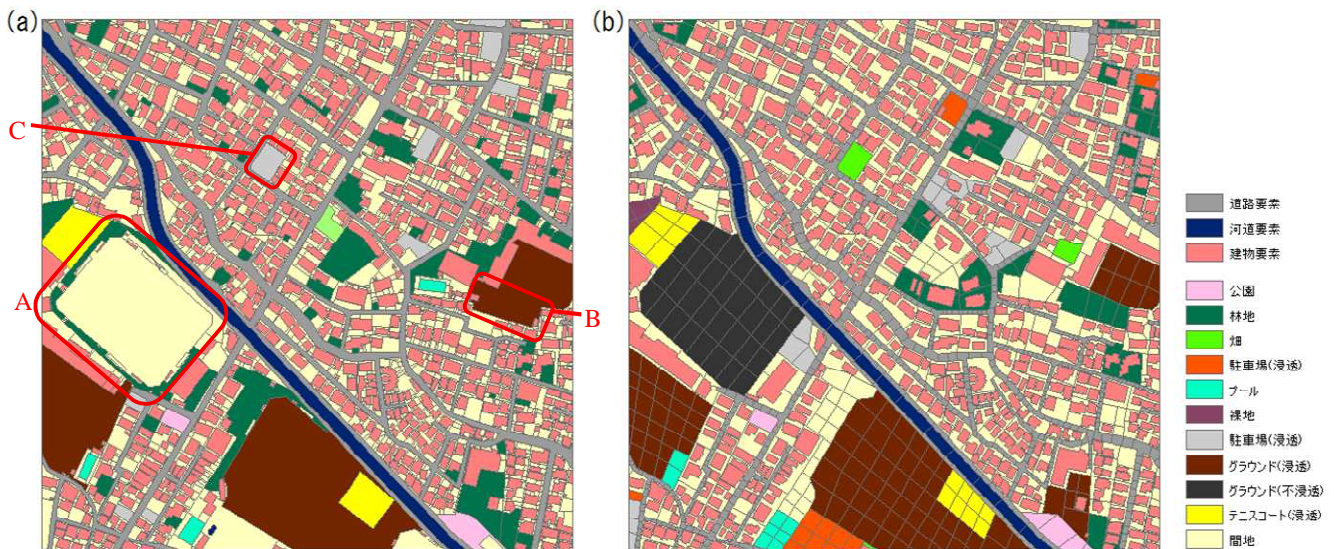 (a)
(b)
C
A
B
道路要素
河道要素
建物要素
公園
林地
畑
駐車場(浸透)
プール
裸地
駐車場(浸透)
グラウンド(浸透)
グラウンド(不浸透)
テニスコート(浸透)
間地